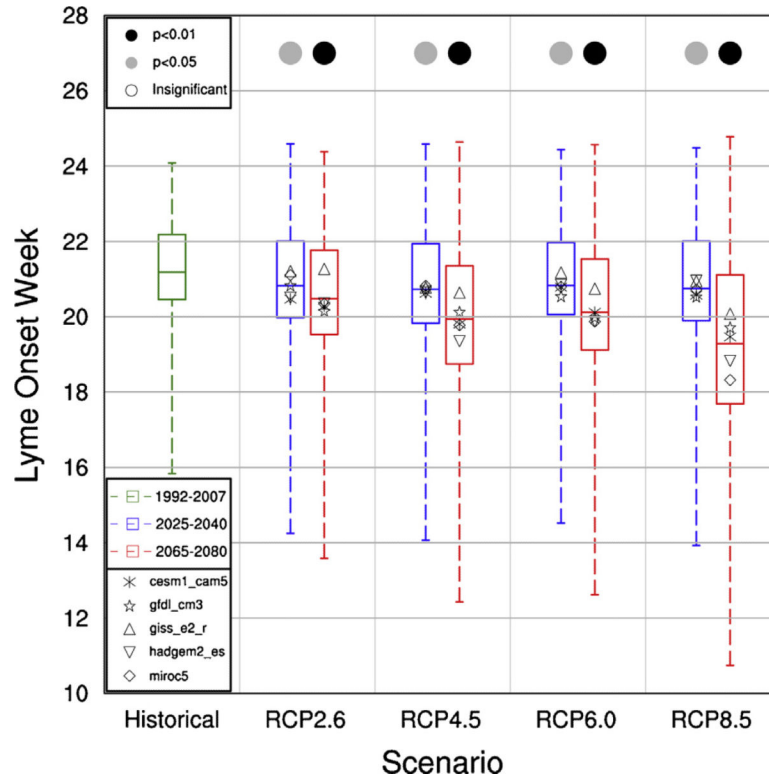 28
26
24
22
20
18
16
14
12
10
Lyme Onset Week
p<0.01
p<0.05
Insignificant
1992-2007
2025-2040
2065-2080
cesm1_cam5
gfdl_cm3
giss_e2_r
hadgem2_es
miroc5
Historical RCP2.6 RCP4.5 RCP6.0 RCP8.5
Scenario